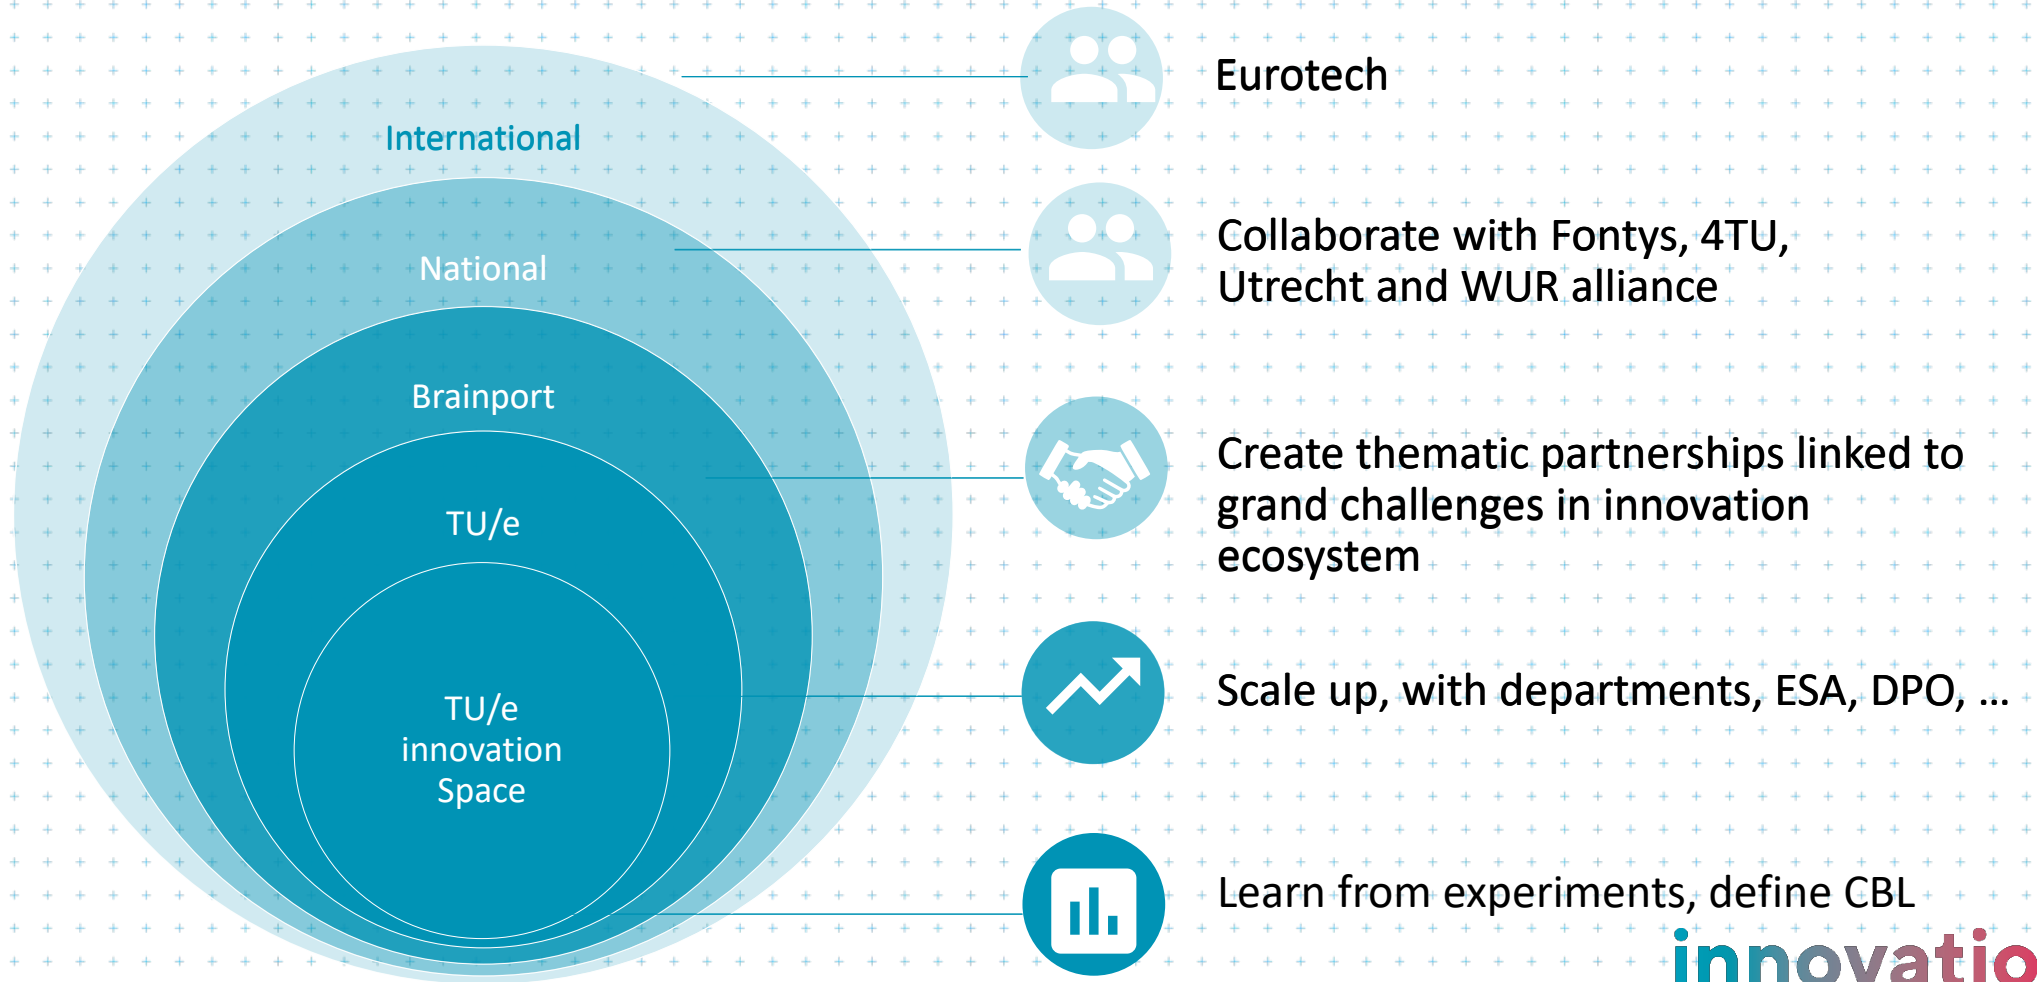 International
National
Brainport
TU/e
TU/e
innovation
Space
Eurotech
Collaborate with Fontys, 4TU,
Utrecht and WUR alliance
Create thematic partnerships linked to
grand challenges in innovation
ecosystem
Scale up, with departments, ESA, DPO, ...
Learn from experiments, define CBL
innovatio